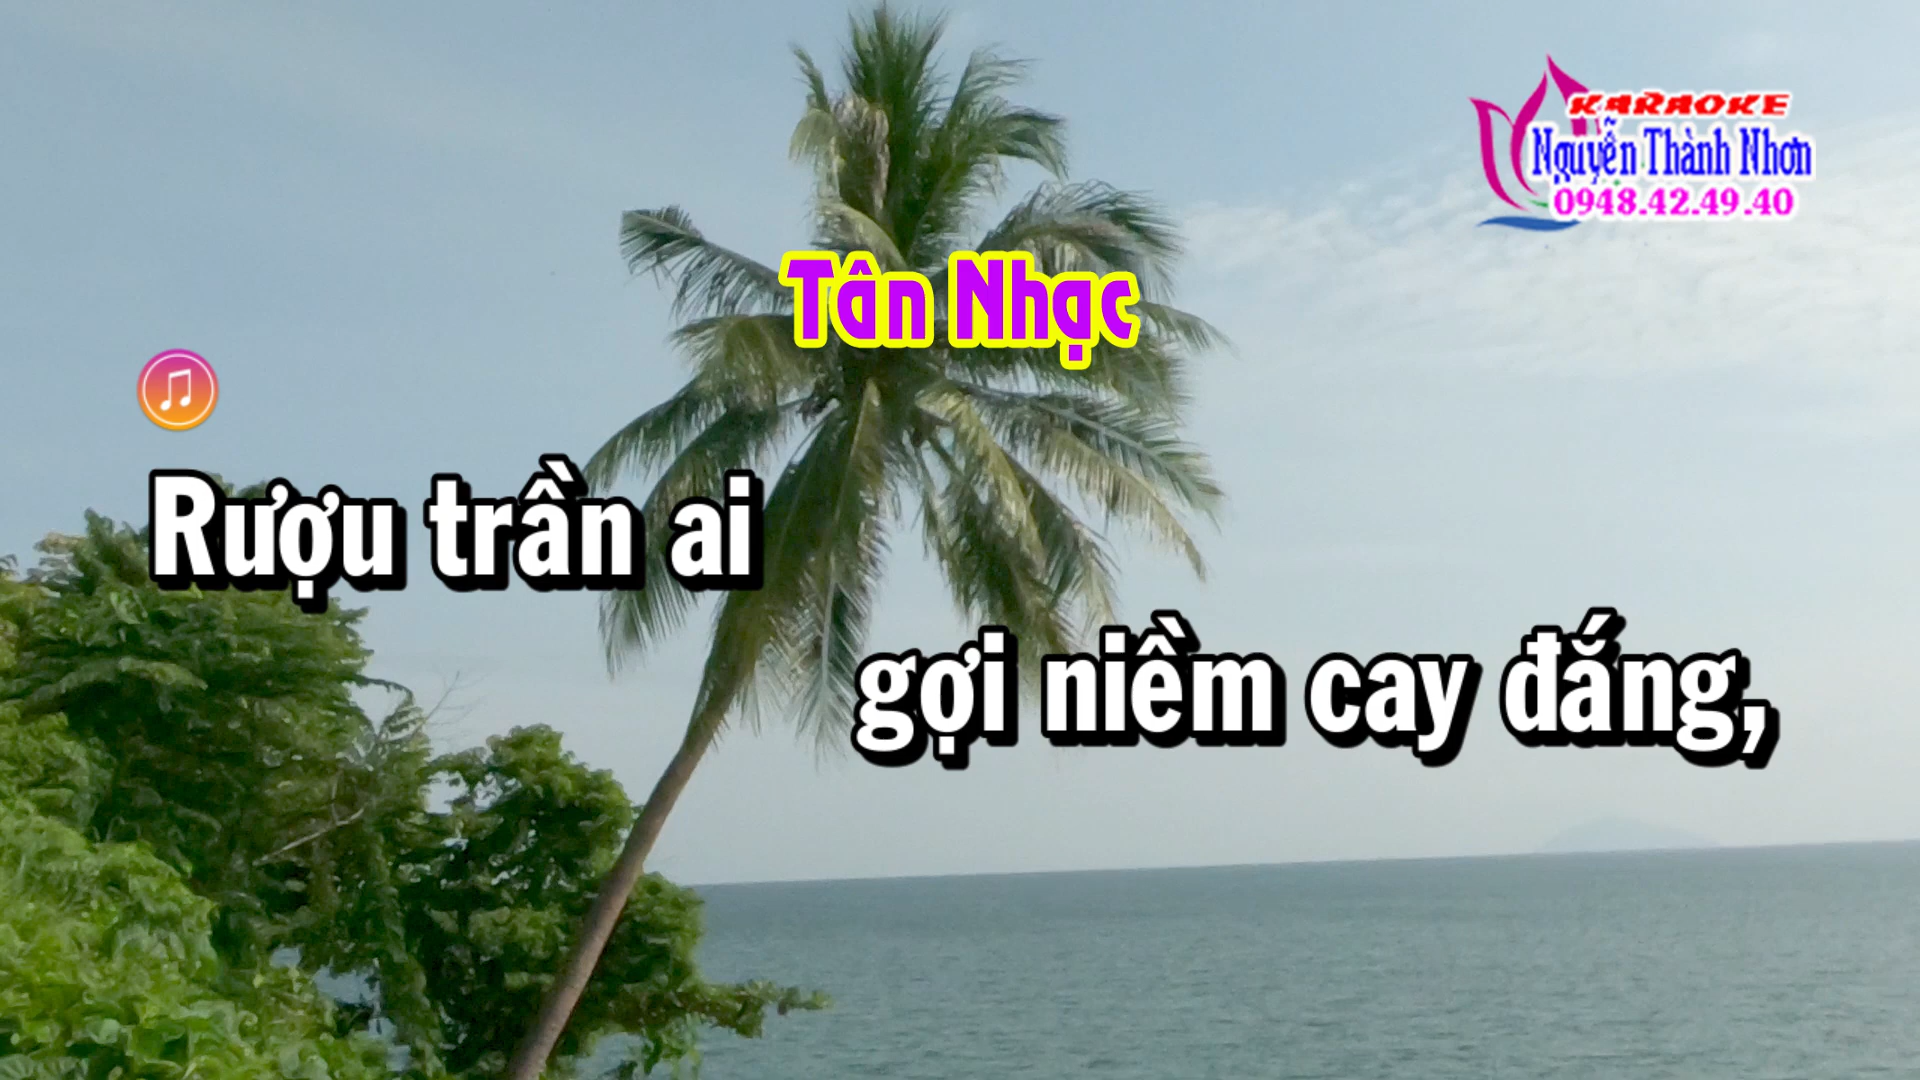 KARAOKE
Nguyễn Thành Nhơn
0948.42.49.40
Tân Nhạc
Rượu trần ai
gợi niềm cay đắng,